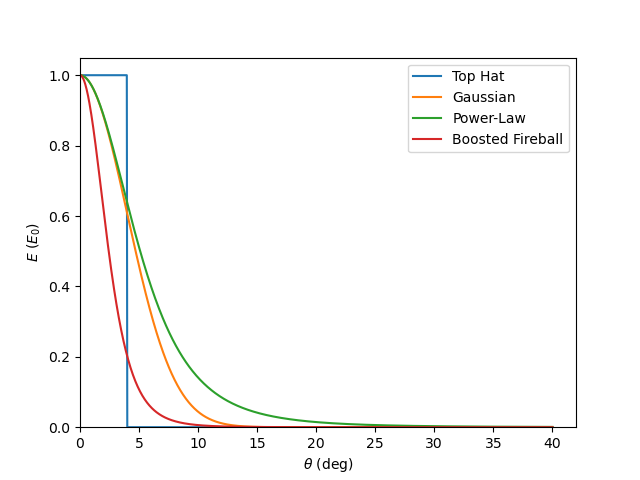 Top Hat
Gaussian
Power-Law
Boosted Fireball
1.0
0.8
0.6
0.4
0.2
0.0
E (E₀)
0 5 10 15 20 25 30 35 40
θ (deg)